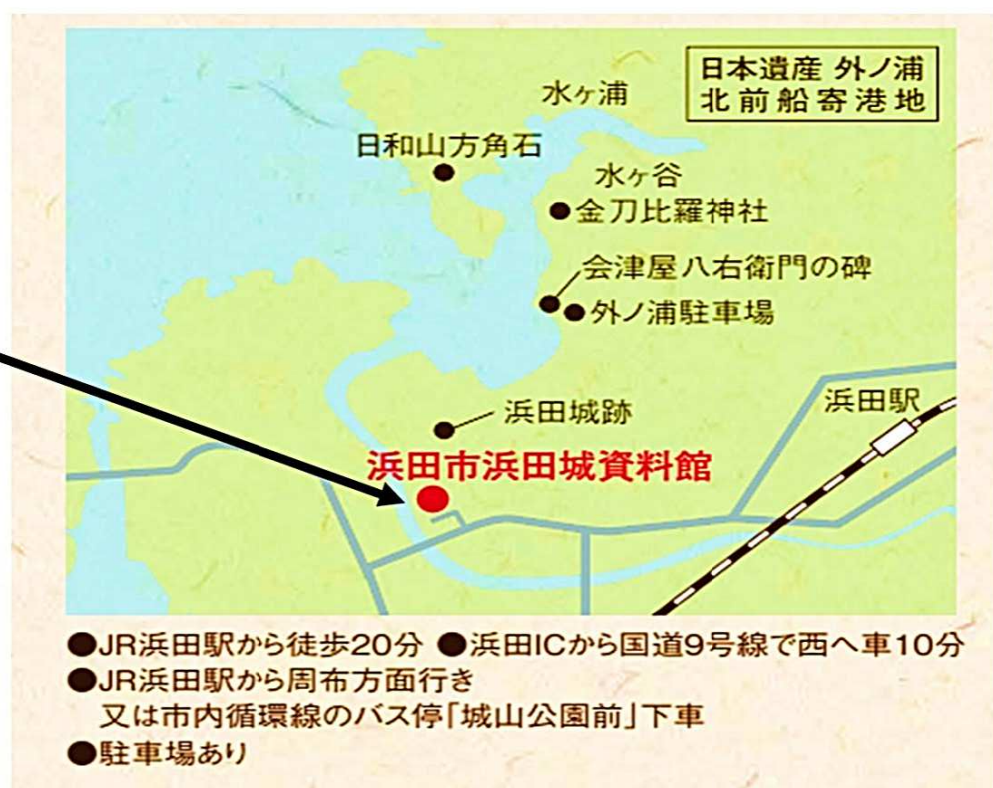 日本遺産 外ノ浦
北前船寄港地
水ヶ浦
日和山方角石
水ヶ谷
●金刀比羅神社
会津屋八右衛門の碑
●外ノ浦駐車場
浜田駅
浜田城跡
浜田市浜田城資料館
●JR浜田駅から徒歩20分 ●浜田ICから国道9号線で西へ車10分
●JR浜田駅から周布方面行き
又は市内循環線のバス停「城山公園前」下車
●駐車場あり